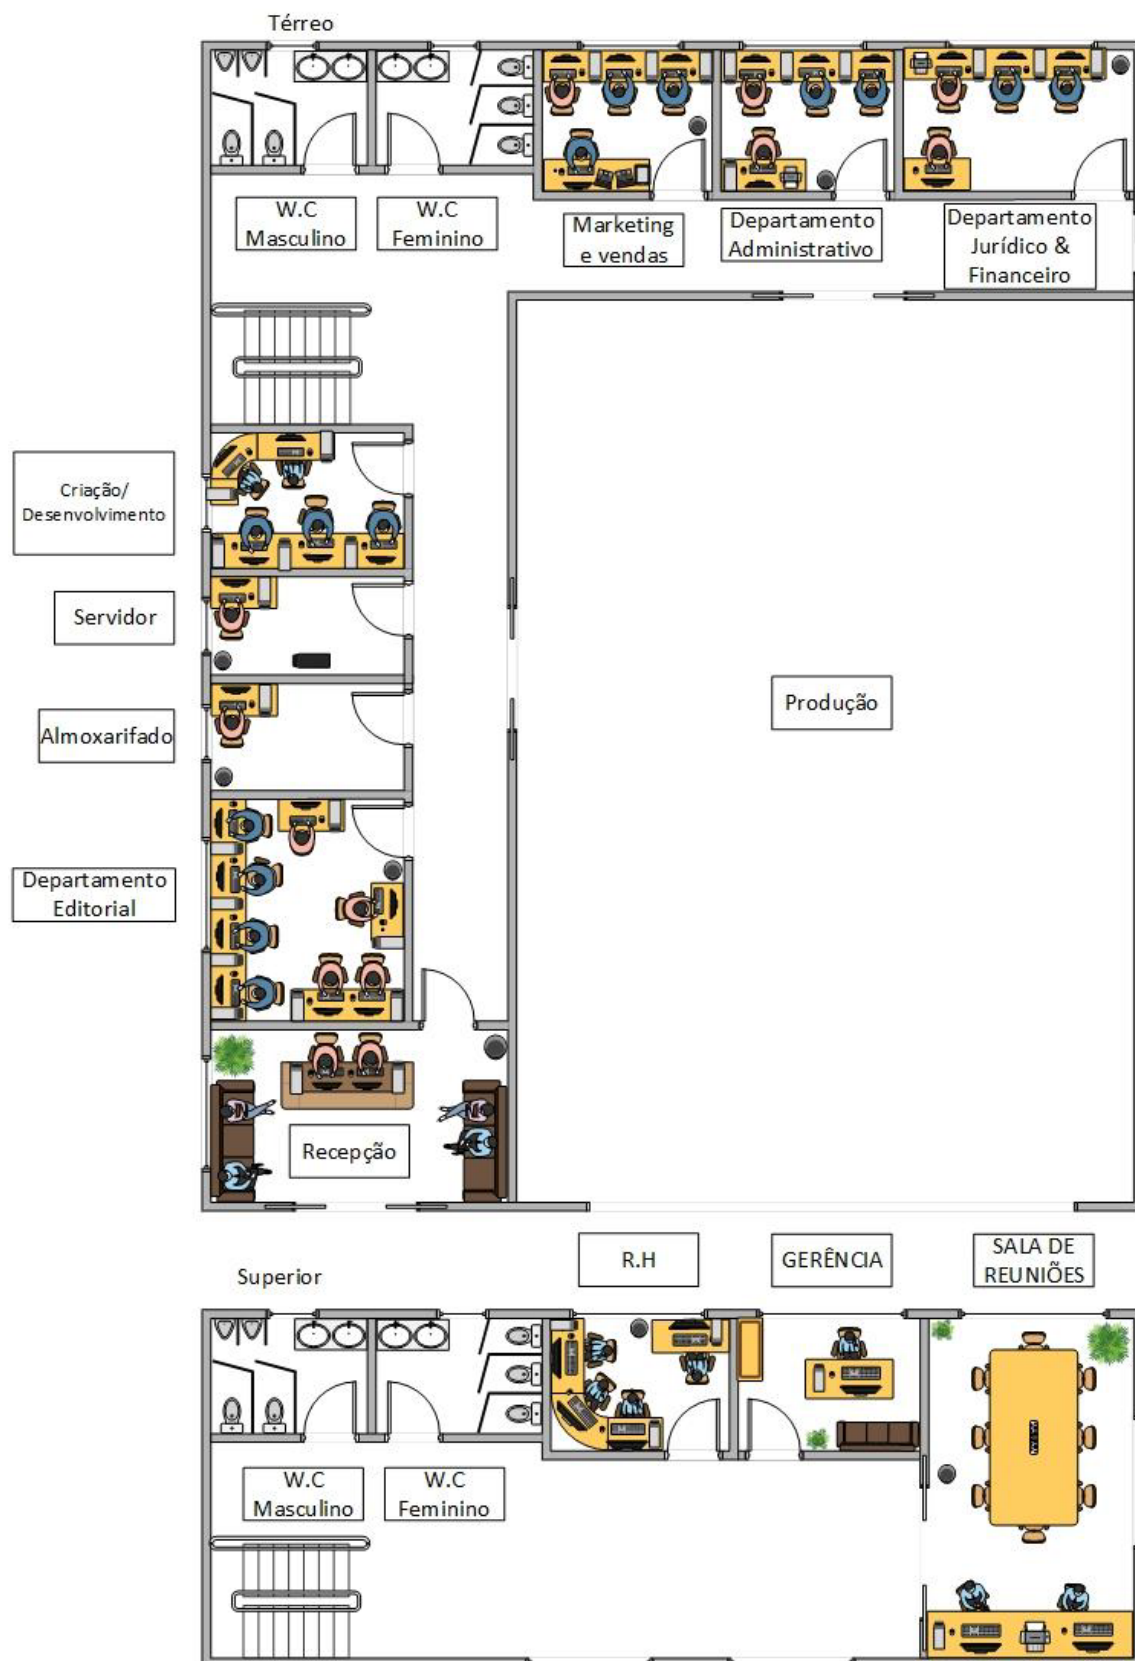 Térreo
W.C
Masculino
W.C
Feminino
Marketing
e vendas
Departamento
Administrativo
Departamento
Jurídico &
Financeiro
Criação/
Desenvolvimento
Servidor
Almoxarifado
Produção
Departamento
Editorial
Recepção
Superior
R.H
GERÊNCIA
SALA DE
REUNIÕES
W.C
Masculino
W.C
Feminino